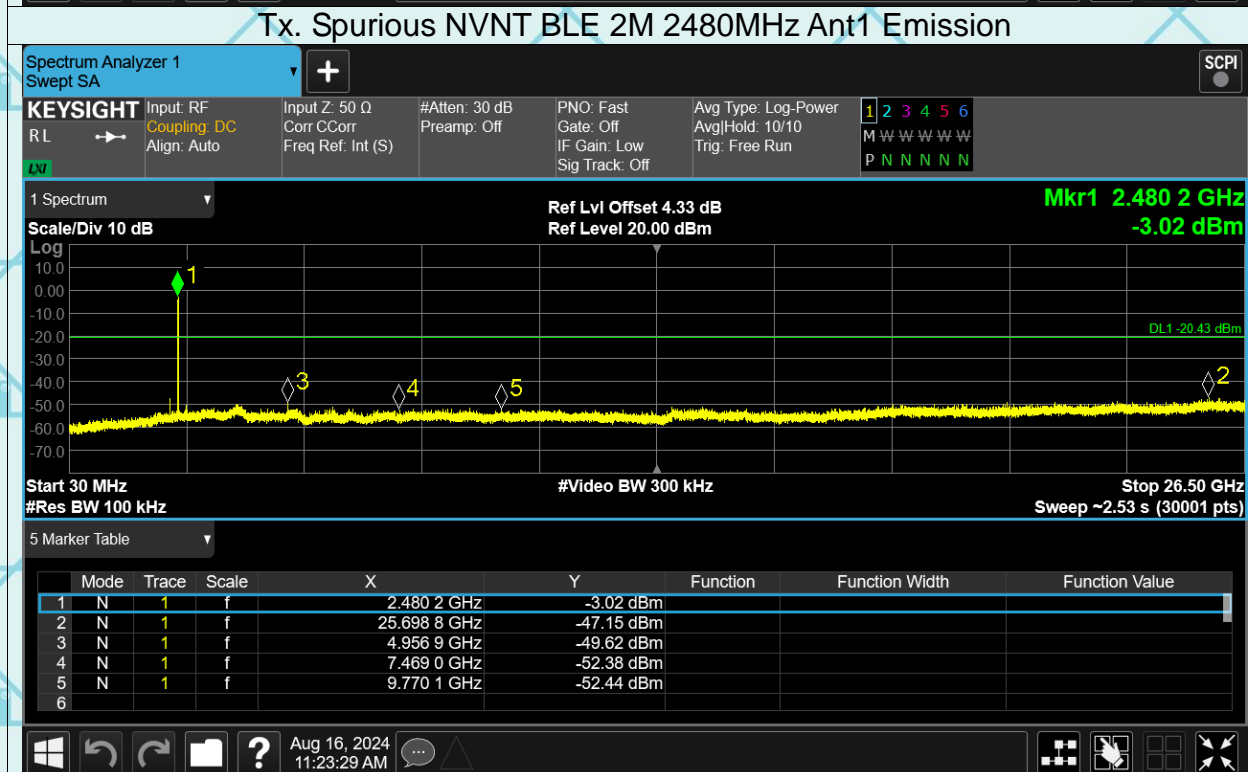 Tx. Spurious NVNT BLE 2M 2480MHz Ant1 Emission
Spectrum Analyzer 1
Swept SA
+
SCPI
KEYSIGHT
RL
LXI
Input: RF
Coupling: DC
Align: Auto
Input Z: 50 Ω
Corr CCorr
Freq Ref: Int (S)
#Atten: 30 dB
Preamp: Off
PNO: Fast
Gate: Off
IF Gain: Low
Sig Track: Off
Avg Type: Log-Power
Avg|Hold: 10/10
Trig: Free Run
1 2 3 4 5 6
M W W W W W
P N N N N N
1 Spectrum
Scale/Div 10 dB
Ref Lvl Offset 4.33 dB
Ref Level 20.00 dBm
Mkr1 2.480 2 GHz
-3.02 dBm
Log
10.0
0.00
-10.0
-20.0
-30.0
-40.0
-50.0
-60.0
-70.0
1
DL1 -20.43 dBm
3
4
5
2
Start 30 MHz
#Video BW 300 kHz
Stop 26.50 GHz
#Res BW 100 kHz
Sweep ~2.53 s (30001 pts)
5 Marker Table
Mode Trace Scale X Y Function Function Width Function Value
1 N 1 f 2.480 2 GHz -3.02 dBm
2 N 1 f 25.698 8 GHz -47.15 dBm
3 N 1 f 4.956 9 GHz -49.62 dBm
4 N 1 f 7.469 0 GHz -52.38 dBm
5 N 1 f 9.770 1 GHz -52.44 dBm
6
?
Aug 16, 2024
11:23:29 AM